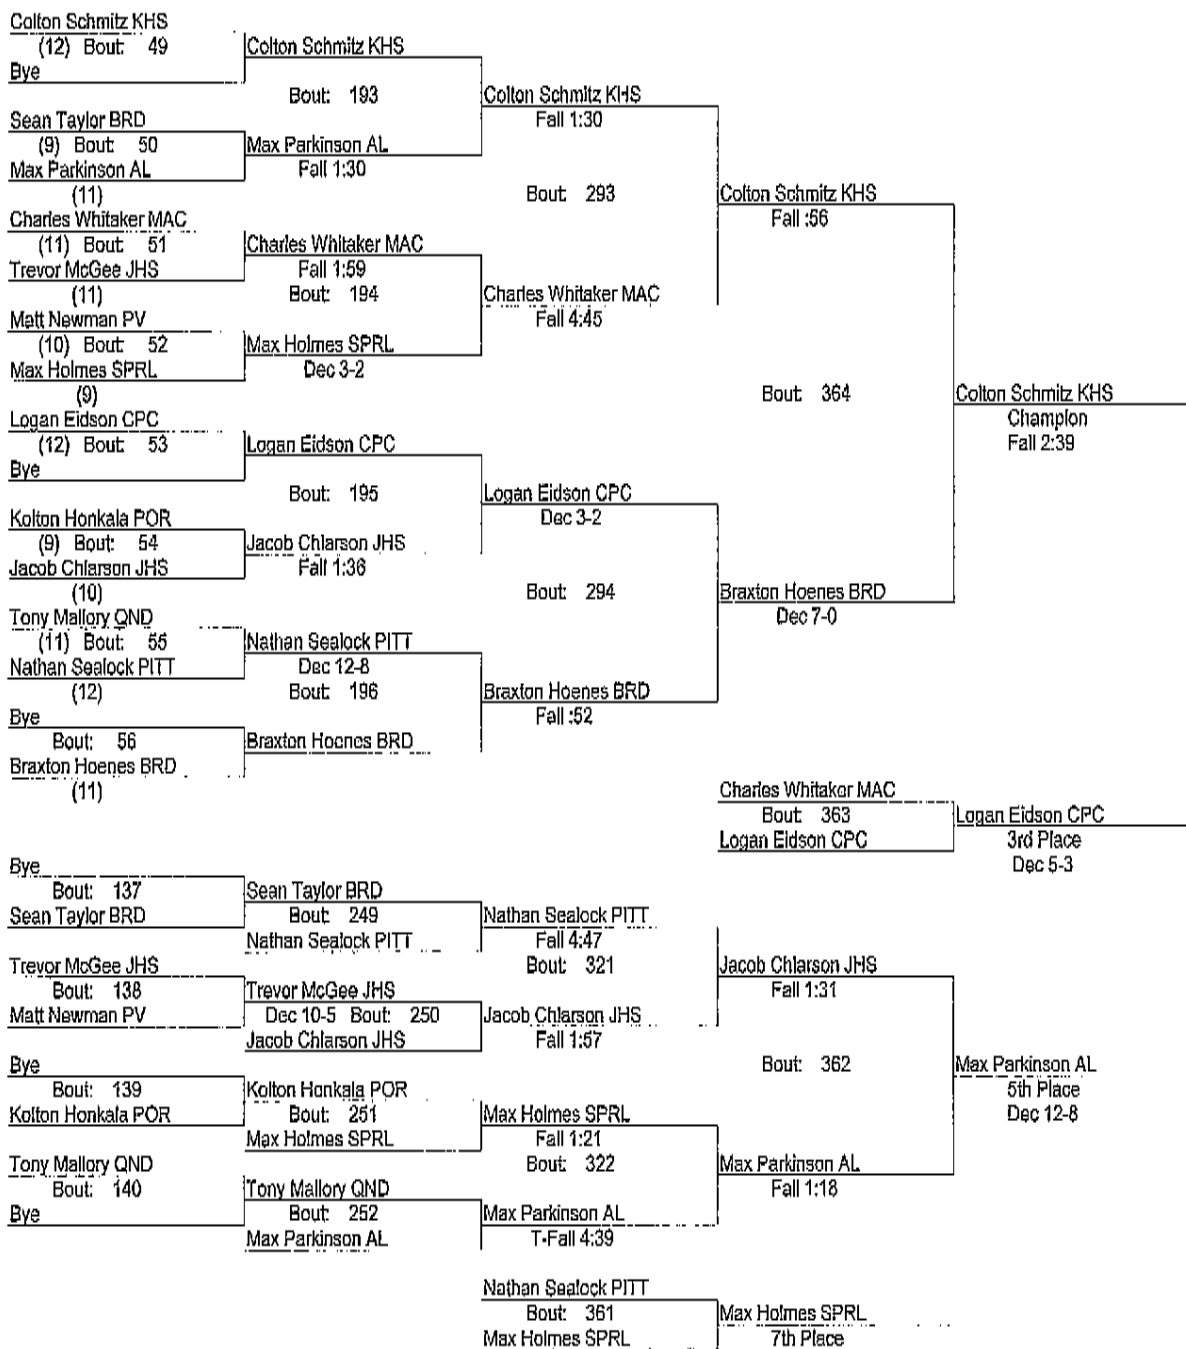 Colton Schmitz KHS
(12) Bout: 49
Bye
Colton Schmitz KHS
Bout: 193
Sean Taylor BRD
(9) Bout: 50
Max Parkinson AL
(11)
Max Parkinson AL
Fall 1:30
Colton Schmitz KHS
Fall 1:30
Bout: 293
Charles Whitaker MAC
(11) Bout: 51
Trevor McGee JHS
(11)
Charles Whitaker MAC
Fall 1:59
Bout: 194
Matt Newman PV
(10) Bout: 52
Max Holmes SPRL
(9)
Max Holmes SPRL
Dec 3-2
Charles Whitaker MAC
Fall 4:45
Colton Schmitz KHS
Fall :56
Bout: 364
Colton Schmitz KHS
Champion
Fall 2:39
Logan Eidson CPC
(12) Bout: 53
Bye
Logan Eidson CPC
Bout: 195
Kolton Honkala POR
(9) Bout: 54
Jacob Chlarson JHS
(10)
Jacob Chlarson JHS
Fall 1:36
Logan Eidson CPC
Dec 3-2
Bout: 294
Tony Mallory QND
(11) Bout: 55
Nathan Sealock PITT
(12)
Nathan Sealock PITT
Dec 12-8
Bout: 196
Bye
Bout: 56
Braxton Hoenes BRD
(11)
Braxton Hoenes BRD
Braxton Hoenes BRD
Fall :52
Braxton Hoenes BRD
Dec 7-0
Charles Whitaker MAC
Bout: 363
Logan Eidson CPC
Logan Eidson CPC
3rd Place
Dec 5-3
Bye
Bout: 137
Sean Taylor BRD
Sean Taylor BRD
Bout: 249
Nathan Sealock PITT
Nathan Sealock PITT
Fall 4:47
Bout: 321
Trevor McGee JHS
Bout: 138
Matt Newman PV
Trevor McGee JHS
Dec 10-5 Bout: 250
Jacob Chlarson JHS
Jacob Chlarson JHS
Fall 1:57
Jacob Chlarson JHS
Fall 1:31
Bout: 362
Bye
Bout: 139
Kolton Honkala POR
Kolton Honkala POR
Bout: 251
Max Holmes SPRL
Max Holmes SPRL
Fall 1:21
Bout: 322
Tony Mallory QND
Bout: 140
Bye
Tony Mallory QND
Bout: 252
Max Parkinson AL
Max Parkinson AL
T-Fall 4:39
Max Parkinson AL
Fall 1:18
Max Parkinson AL
5th Place
Dec 12-8
Nathan Sealock PITT
Bout: 361
Max Holmes SPRL
Max Holmes SPRL
7th Place